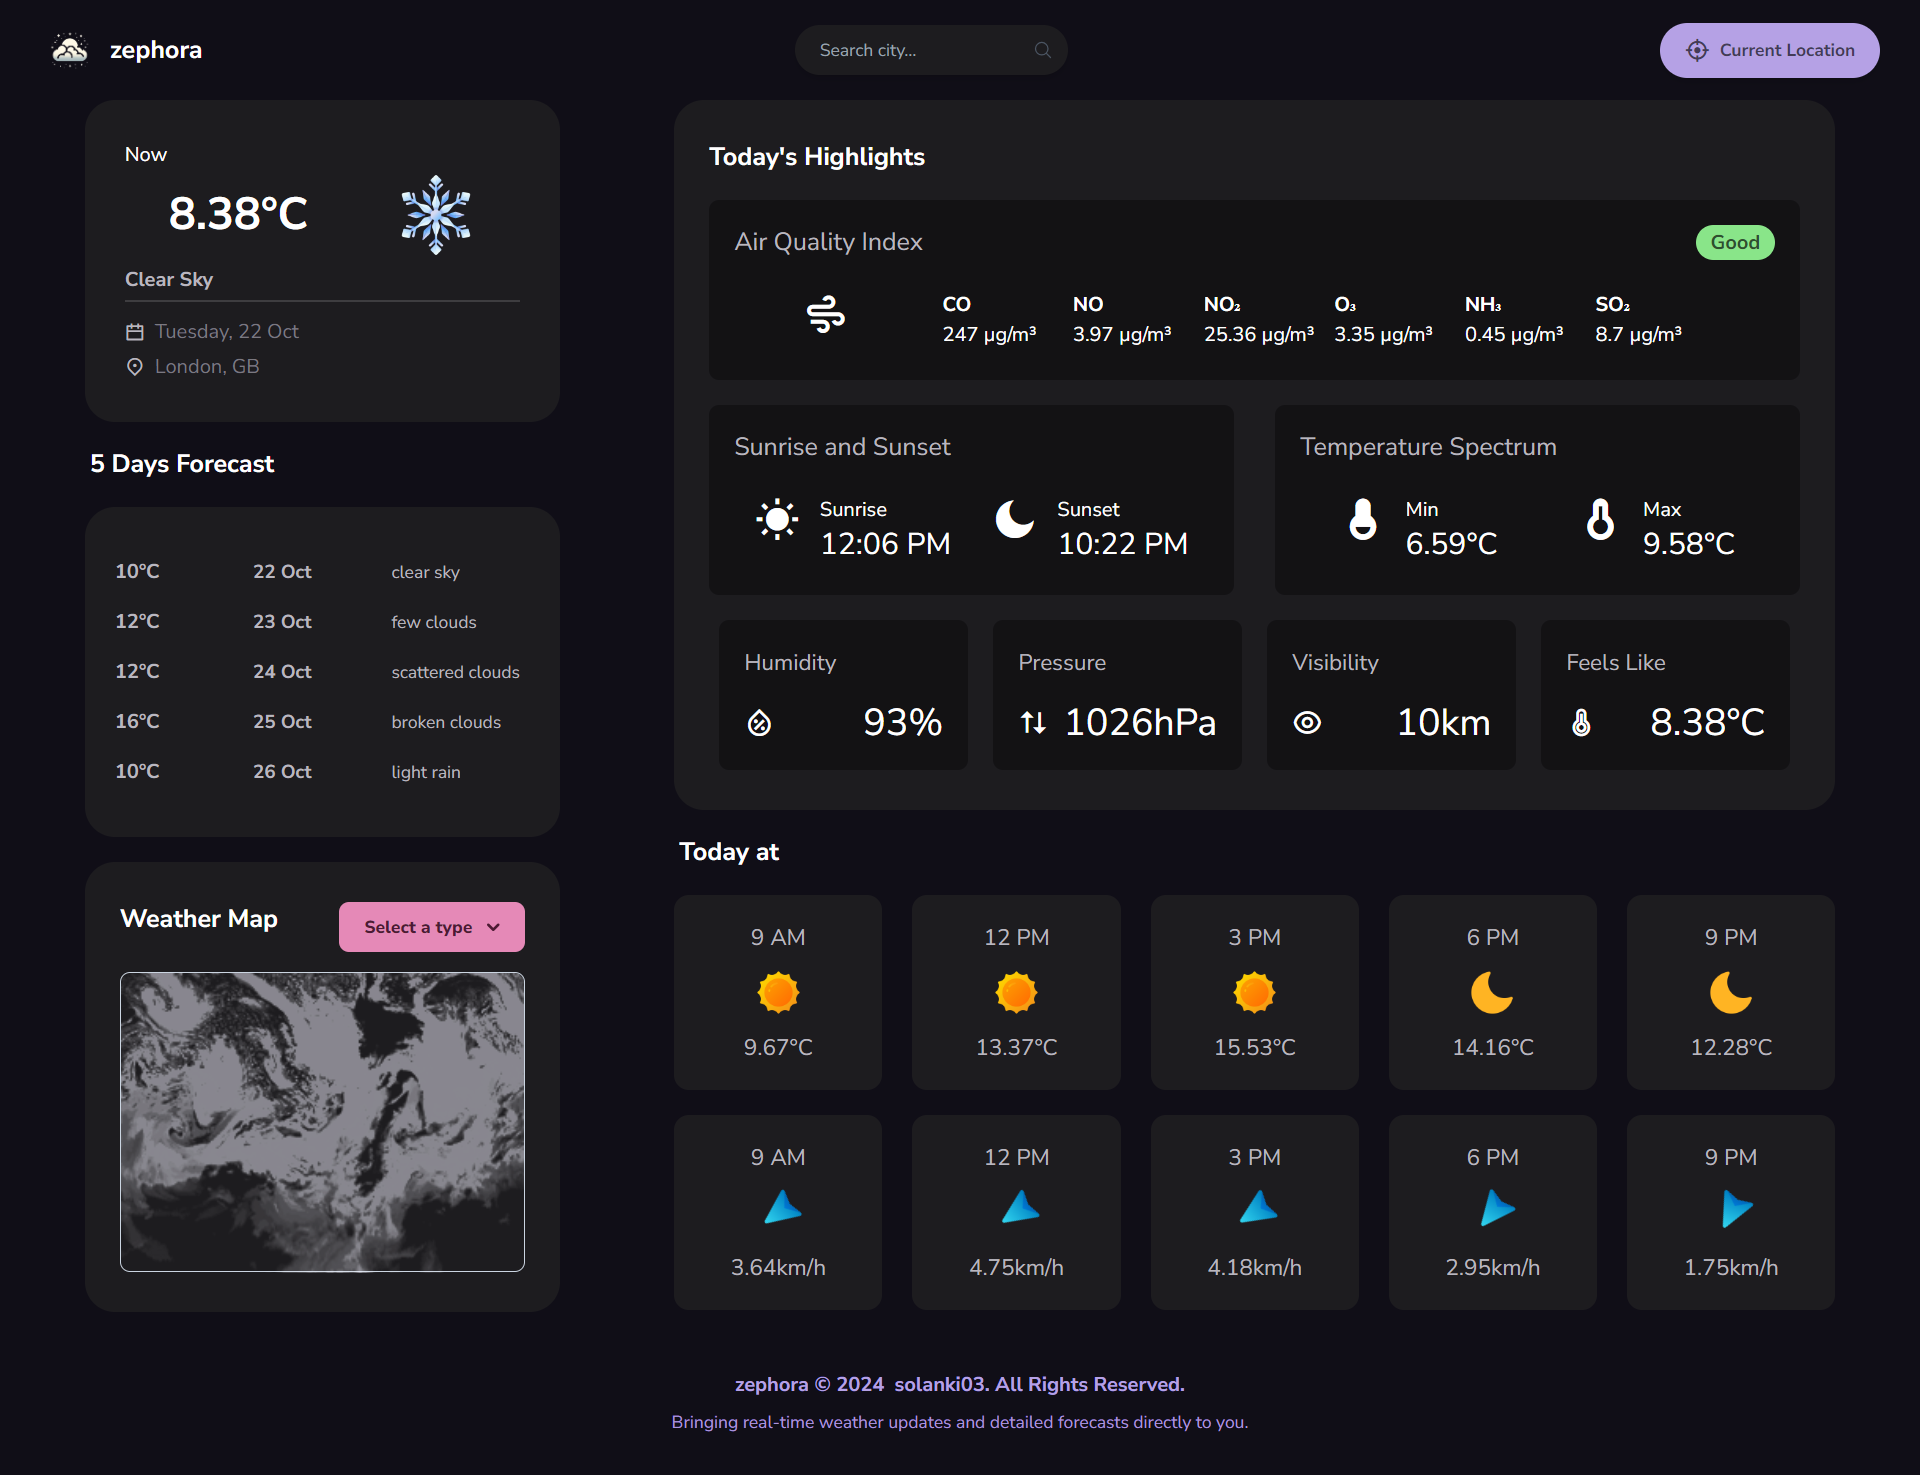 zephora
Search city...
Current Location
Now
8.38°C
Clear Sky
Tuesday, 22 Oct
London, GB
5 Days Forecast
10°C 22 Oct clear sky
12°C 23 Oct few clouds
12°C 24 Oct scattered clouds
16°C 25 Oct broken clouds
10°C 26 Oct light rain
Weather Map
Select a type
Today's Highlights
Air Quality Index
Good
CO NO NO₂ O₃ NH₃ SO₂
247 µg/m³ 3.97 µg/m³ 25.36 µg/m³ 3.35 µg/m³ 0.45 µg/m³ 8.7 µg/m³
Sunrise and Sunset
Sunrise Sunset
12:06 PM 10:22 PM
Temperature Spectrum
Min Max
6.59°C 9.58°C
Humidity
93%
Pressure
1026hPa
Visibility
10km
Feels Like
8.38°C
Today at
9 AM 12 PM 3 PM 6 PM 9 PM
9.67°C 13.37°C 15.53°C 14.16°C 12.28°C
9 AM 12 PM 3 PM 6 PM 9 PM
3.64km/h 4.75km/h 4.18km/h 2.95km/h 1.75km/h
zephora © 2024 solanki03. All Rights Reserved.
Bringing real-time weather updates and detailed forecasts directly to you.